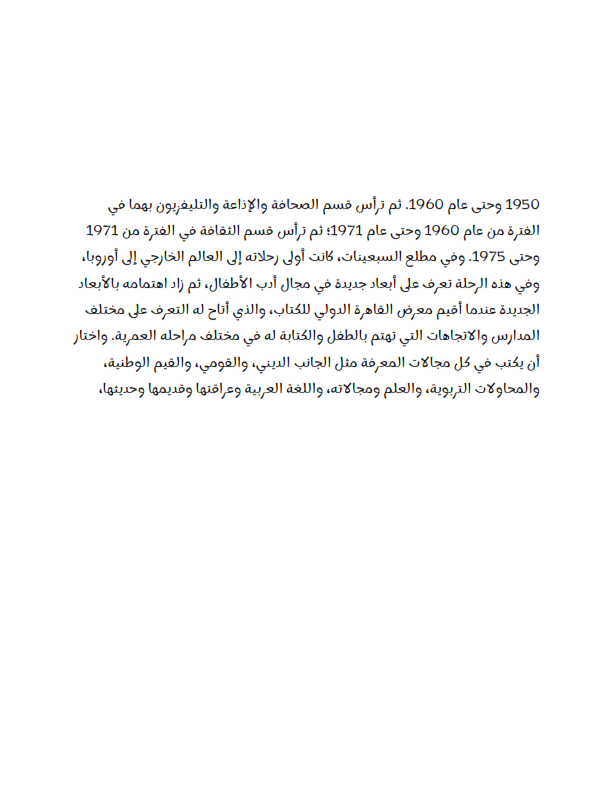 1950 وحتى عام 1960. ثم ترأس قسم الصحافة والإذاعة والتليفزيون بهما في
الفترة من عام 1960 وحتى عام 1971؛ ثم ترأس قسم الثقافة في الفترة من 1971
وحتى 1975. وفي مطلع السبعينات، كانت أولى رحلاته إلى العالم الخارجي إلى أوروبا،
وفي هذه الرحلة تعرف على أبعاد جديدة في مجال أدب الأطفال، ثم زاد اهتمامه بالأبعاد
الجديدة عندما أقيم معرض القاهرة الدولي للكتاب، والذي أتاح له التعرف على مختلف
المدارس والاتجاهات التي تهتم بالطفل والكتابة له في مختلف مراحله العمرية. واختار
أن يكتب في كل مجالات المعرفة مثل الجانب الديني، والقومي، والقيم الوطنية،
والمحاولات التربوية، والعلم ومجالاته، واللغة العربية وعراقتها وقديمها وحديثها،